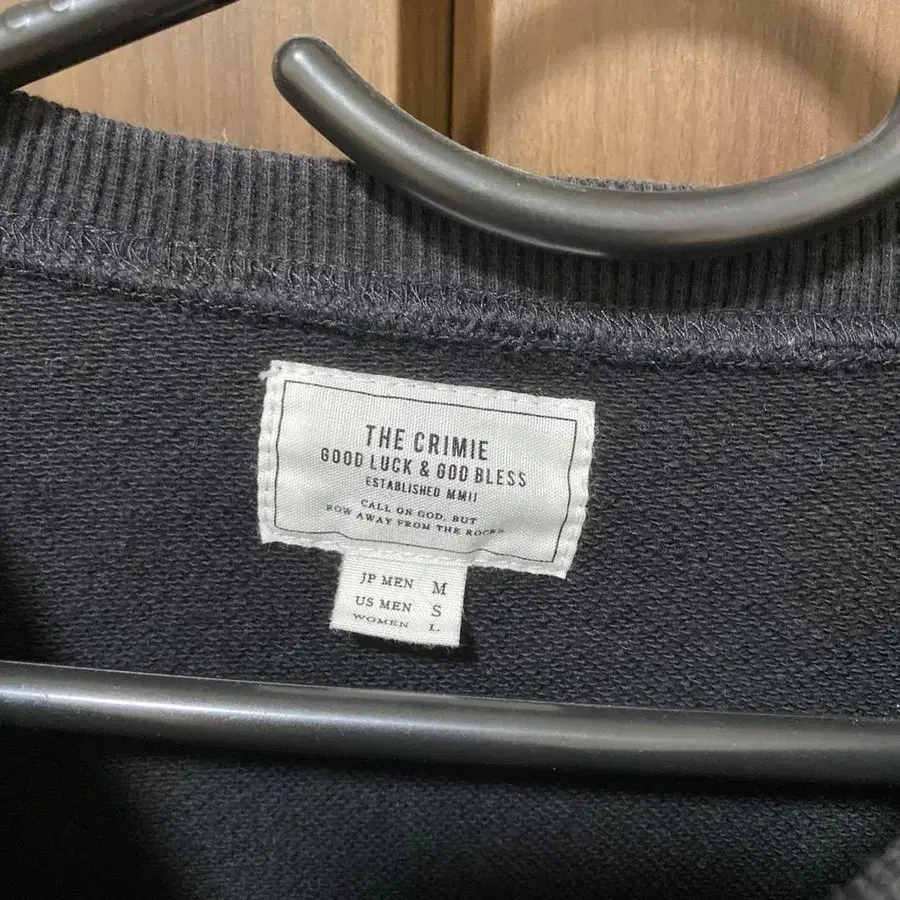 THE CRIMIE
GOOD LUCK & GOD BLESS
ESTABLISHED MMII
CALL ON GOD, BUT
ROW AWAY FROM THE ROCKS
JP MEN M
US MEN S
WOMEN L